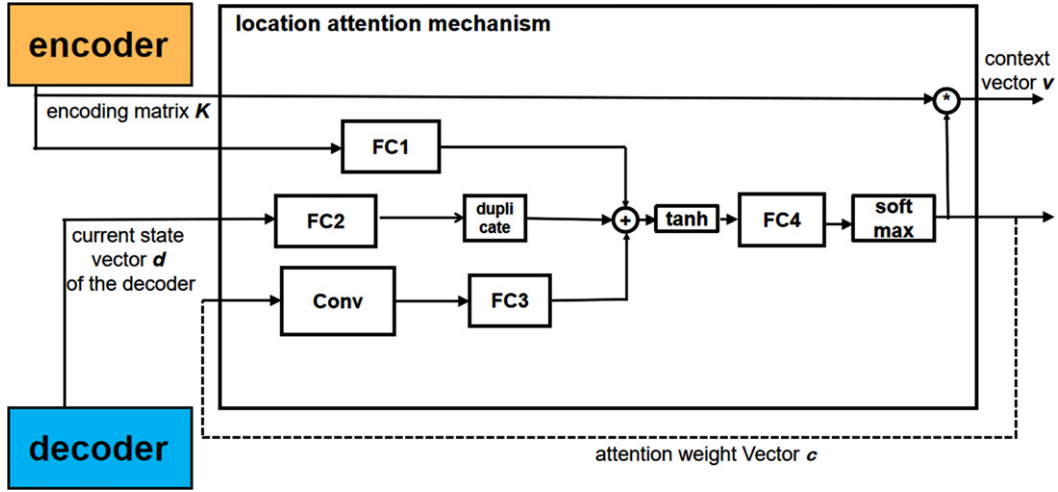 encoder
location attention mechanism
context
vector v
*
encoding matrix K
FC1
FC2
dupli
cate
+
tanh
FC4
soft
max
current state
vector d
of the decoder
Conv
FC3
decoder
attention weight Vector c